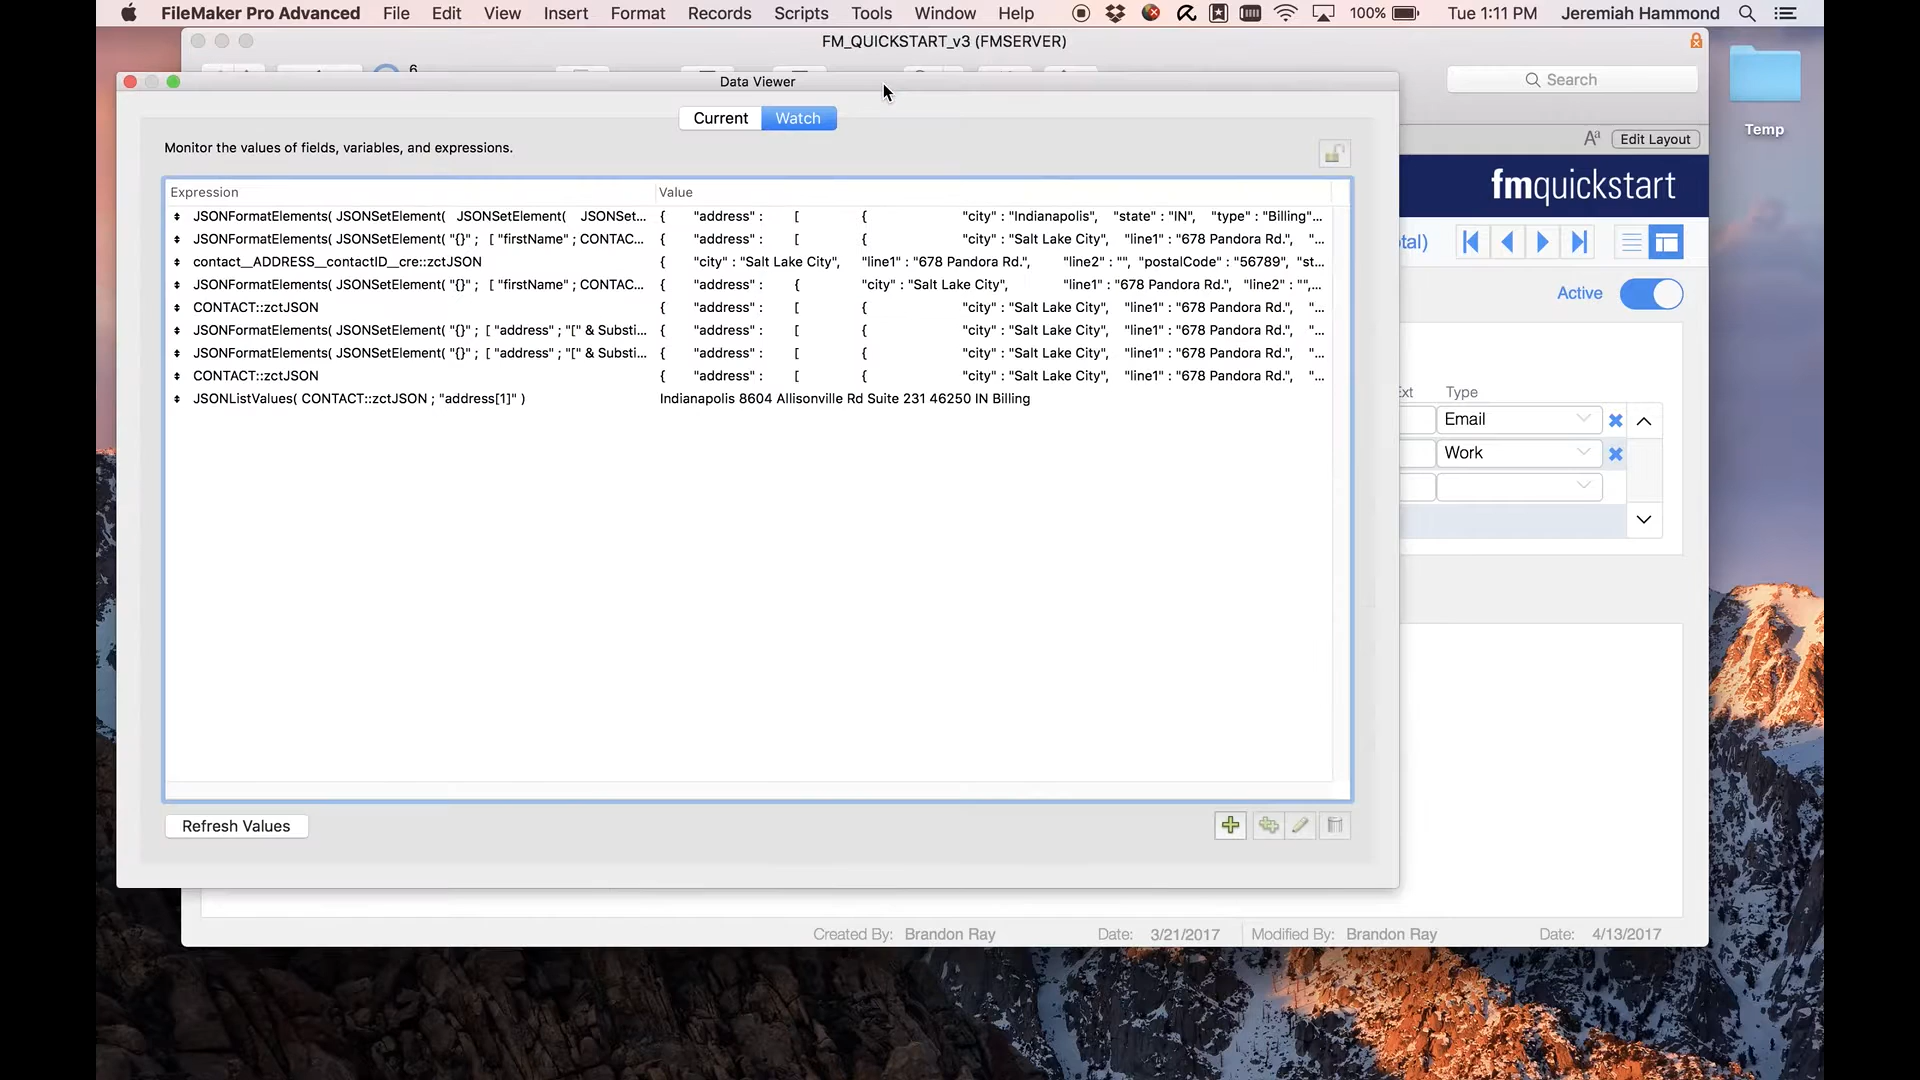 FileMaker Pro Advanced File Edit View Insert Format Records Scripts Tools Window Help 100% Tue 1:11 PM Jeremiah Hammond
FM_QUICKSTART_v3 (FMSERVER)
6
Data Viewer
Search
Temp
Current Watch
Edit Layout
Monitor the values of fields, variables, and expressions.
fmquickstart
Expression Value
JSONFormatElements( JSONSetElement( JSONSetElement( JSONSet... { "address" : [ { "city" : "Indianapolis", "state" : "IN", "type" : "Billing"...
JSONFormatElements( JSONSetElement( "{}" ; [ "firstName" ; CONTAC... { "address" : [ { "city" : "Salt Lake City", "line1" : "678 Pandora Rd.", "...
contact__ADDRESS__contactID__cre::zctJSON { "city" : "Salt Lake City", "line1" : "678 Pandora Rd.", "line2" : "", "postalCode" : "56789", "st...
JSONFormatElements( JSONSetElement( "{}" ; [ "firstName" ; CONTAC... { "address" : { "city" : "Salt Lake City", "line1" : "678 Pandora Rd.", "line2" : "",...
CONTACT::zctJSON { "address" : [ { "city" : "Salt Lake City", "line1" : "678 Pandora Rd.", "...
JSONFormatElements( JSONSetElement( "{}" ; [ "address" ; "[" & Substi... { "address" : [ { "city" : "Salt Lake City", "line1" : "678 Pandora Rd.", "...
JSONFormatElements( JSONSetElement( "{}" ; [ "address" ; "[" & Substi... { "address" : [ { "city" : "Salt Lake City", "line1" : "678 Pandora Rd.", "...
CONTACT::zctJSON { "address" : [ { "city" : "Salt Lake City", "line1" : "678 Pandora Rd.", "...
JSONListValues( CONTACT::zctJSON ; "address[1]" ) Indianapolis 8604 Allisonville Rd Suite 231 46250 IN Billing
tal)
Active
Ext Type
Email
Work
Refresh Values
Created By: Brandon Ray Date: 3/21/2017 Modified By: Brandon Ray Date: 4/13/2017